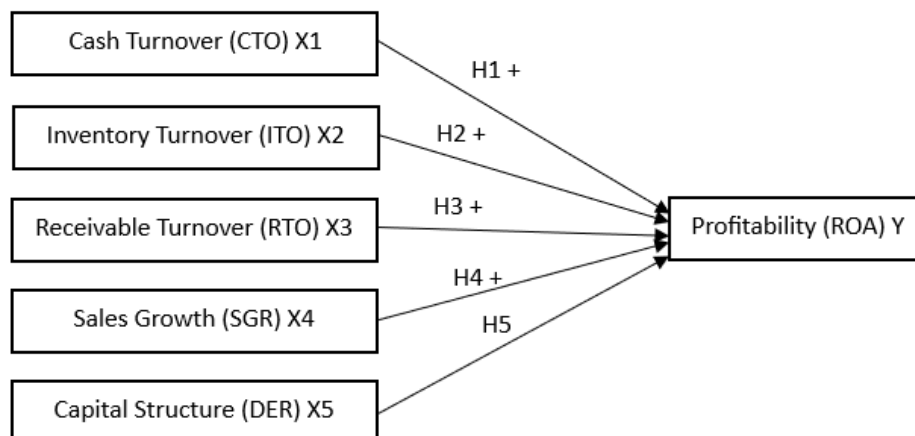 Cash Turnover (CTO) X1
H1 +
Inventory Turnover (ITO) X2
H2 +
Receivable Turnover (RTO) X3
H3 +
Profitability (ROA) Y
Sales Growth (SGR) X4
H4 +
H5
Capital Structure (DER) X5